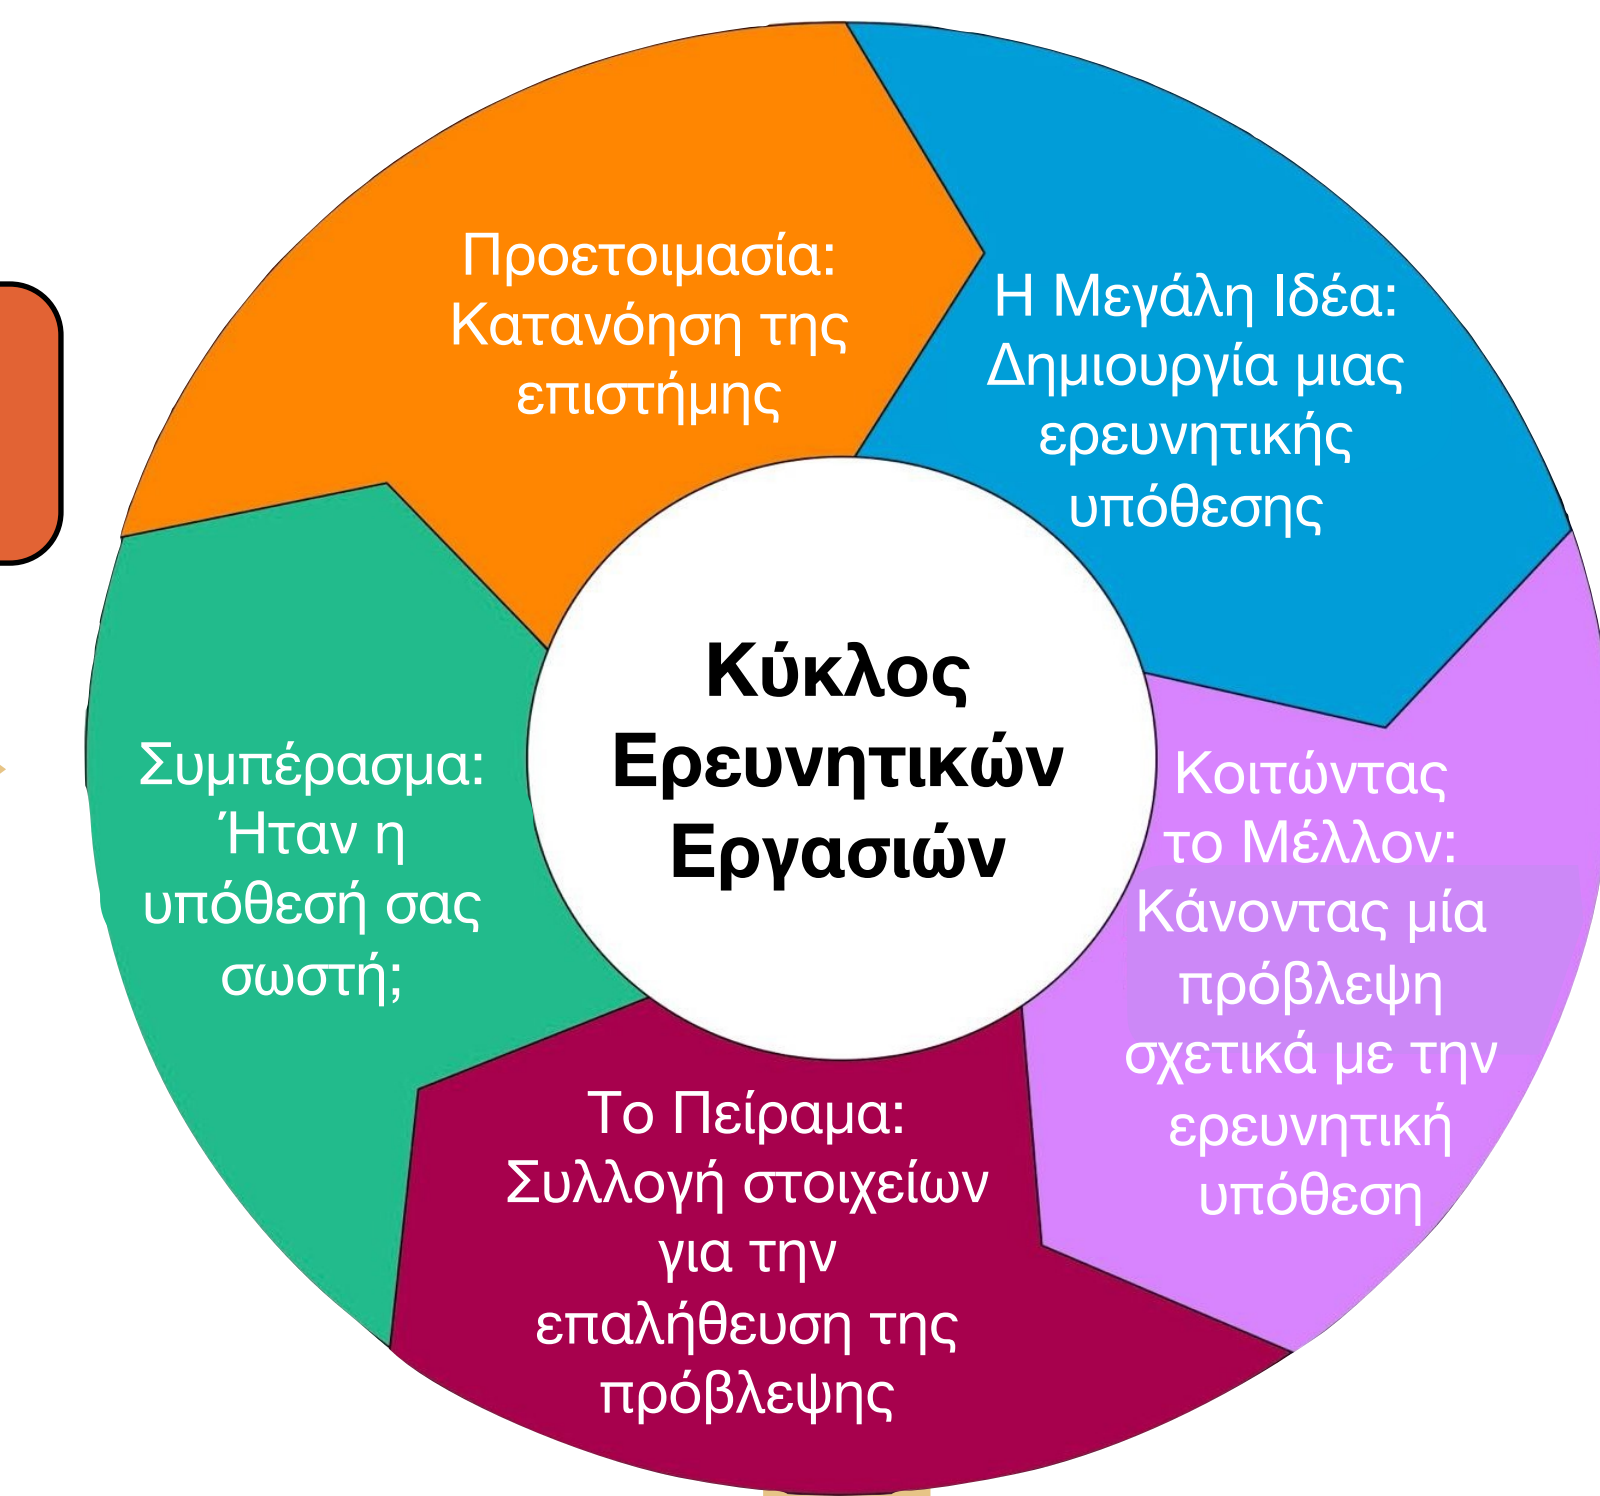 Προετοιμασία:
Κατανόηση της
επιστήμης
Η Μεγάλη Ιδέα:
Δημιουργία μιας
ερευνητικής
υπόθεσης
Κοιτώντας
το Μέλλον:
Κάνοντας μία
πρόβλεψη
σχετικά με την
ερευνητική
υπόθεση
Το Πείραμα:
Συλλογή στοιχείων
για την
επαλήθευση της
πρόβλεψης
Συμπέρασμα:
Ήταν η
υπόθεσή σας
σωστή;
Κύκλος
Ερευνητικών
Εργασιών